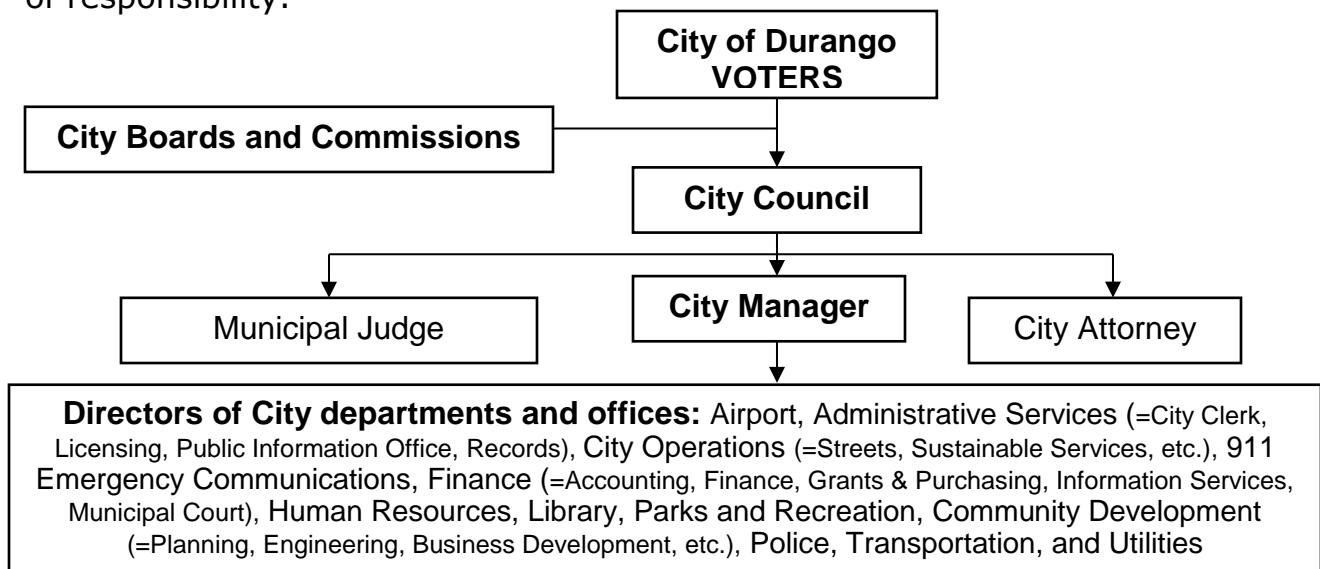 of responsibility.
City of Durango
VOTERS
City Boards and Commissions
City Council
Municipal Judge
City Manager
City Attorney
Directors of City departments and offices: Airport, Administrative Services (=City Clerk,
Licensing, Public Information Office, Records), City Operations (=Streets, Sustainable Services, etc.), 911
Emergency Communications, Finance (=Accounting, Finance, Grants & Purchasing, Information Services,
Municipal Court), Human Resources, Library, Parks and Recreation, Community Development
(=Planning, Engineering, Business Development, etc.), Police, Transportation, and Utilities